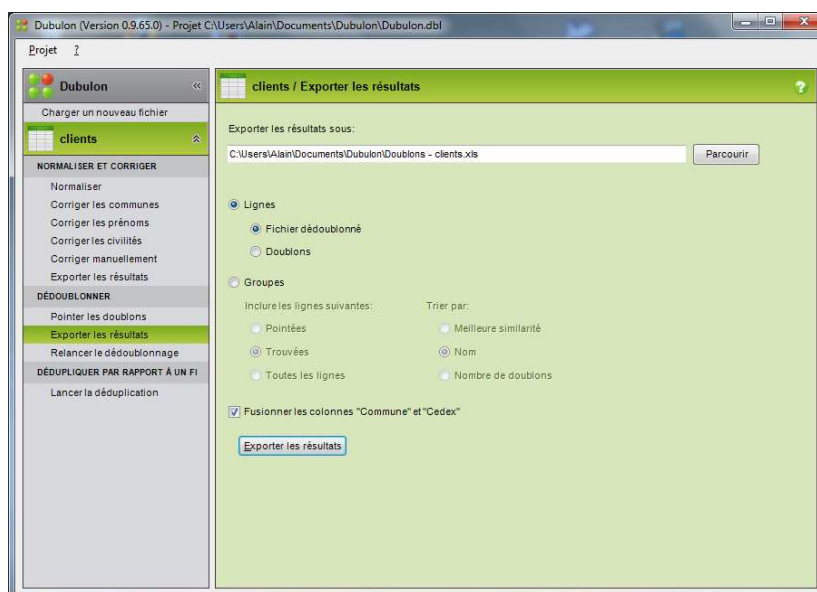 Dubulon (Version 0.9.65.0) - Projet C:\Users\Alain\Documents\Dubulon\Dubulon.dbl
Projet ?
Dubulon
Charger un nouveau fichier
clients
NORMALISER ET CORRIGER
Normaliser
Corriger les communes
Corriger les prénoms
Corriger les civilités
Corriger manuellement
Exporter les résultats
DÉDOUBLONNER
Pointer les doublons
Exporter les résultats
Relancer le dédoublonnage
DÉDUPLIQUER PAR RAPPORT À UN FI
Lancer la déduplication
clients / Exporter les résultats
?
Exporter les résultats sous:
C:\Users\Alain\Documents\Dubulon\Doublons - clients.xls
Parcourir
Lignes
Fichier dédoublonné
Doublons
Groupes
Inclure les lignes suivantes:
Pointées
Trouvées
Toutes les lignes
Trier par:
Meilleure similarité
Nom
Nombre de doublons
Fusionner les colonnes "Commune" et "Cedex"
Exporter les résultats